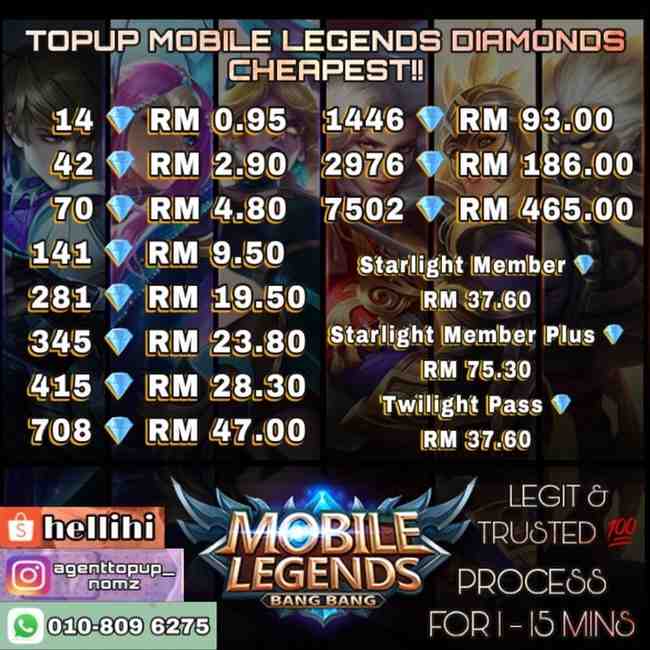 TOPUP MOBILE LEGENDS DIAMONDS
CHEAPEST!!
14 💎 RM 0.95
42 💎 RM 2.90
70 💎 RM 4.80
141 💎 RM 9.50
281 💎 RM 19.50
345 💎 RM 23.80
415 💎 RM 28.30
708 💎 RM 47.00
1446 💎 RM 93.00
2976 💎 RM 186.00
7502 💎 RM 465.00
Starlight Member 💎
RM 37.60
Starlight Member Plus 💎
RM 75.30
Twilight Pass 💎
RM 37.60
hellihi
agenttopup_
nomz
010-809 6275
MOBILE
LEGENDS
BANG BANG
LEGIT &
TRUSTED 💯
PROCESS
FOR 1 - 15 MINS